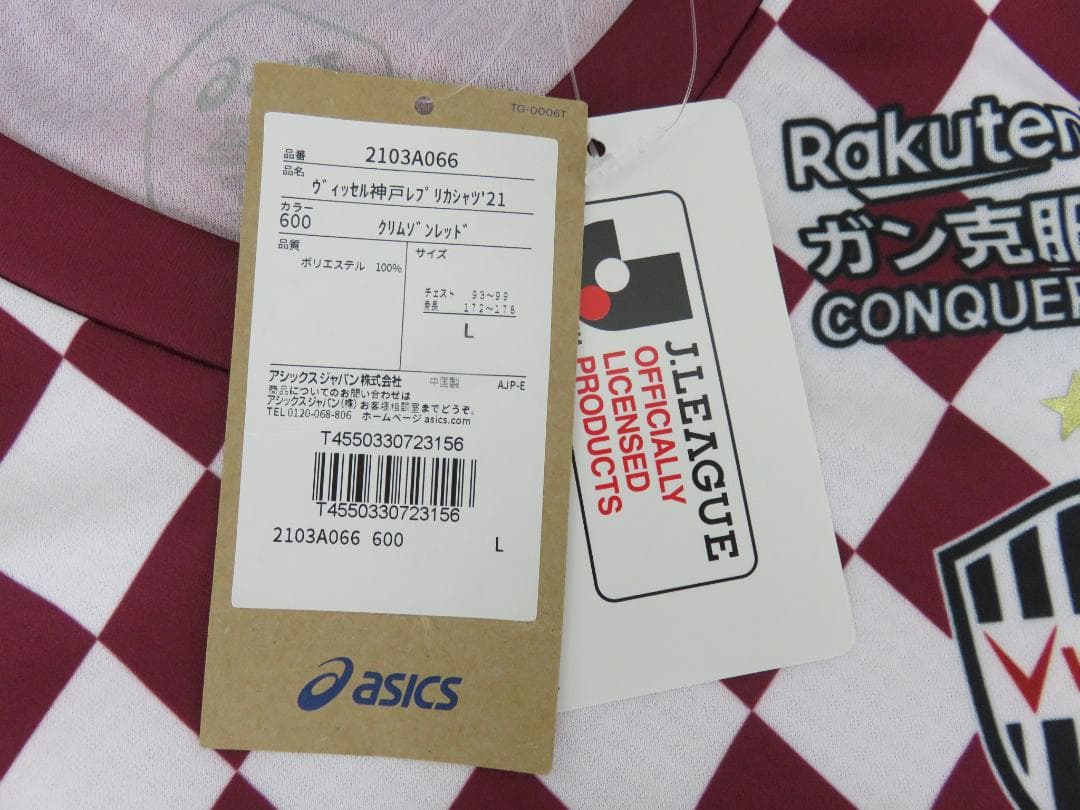 TG-0006T
品番 2103A066
品名
ｳﾞｨｯｾﾙ神戸ﾚﾌﾟﾘｶｼｬﾂ'21
カラー
600 ｸﾘﾑｿﾞﾝﾚｯﾄﾞ
品質
ポリエステル 100%
サイズ
チェスト 93～99
身長 172～178
L
アシックスジャパン株式会社 中国製 AJP-E
商品についてのお問い合わせは
アシックスジャパン(株)お客様相談室までどうぞ。
TEL 0120-068-806 ホームページ asics.com
T4550330723156
T4550330723156
2103A066 600 L
asics
J.LEAGUE
OFFICIALLY
LICENSED
PRODUCTS
Rakuten
ガン克服
CONQUER